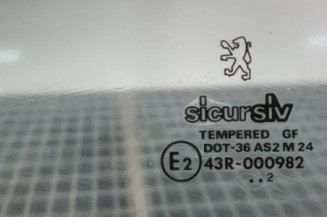 sicursiv
TEMPERED GF
DOT-36 AS2 M 24
E2 43R-000982
..2